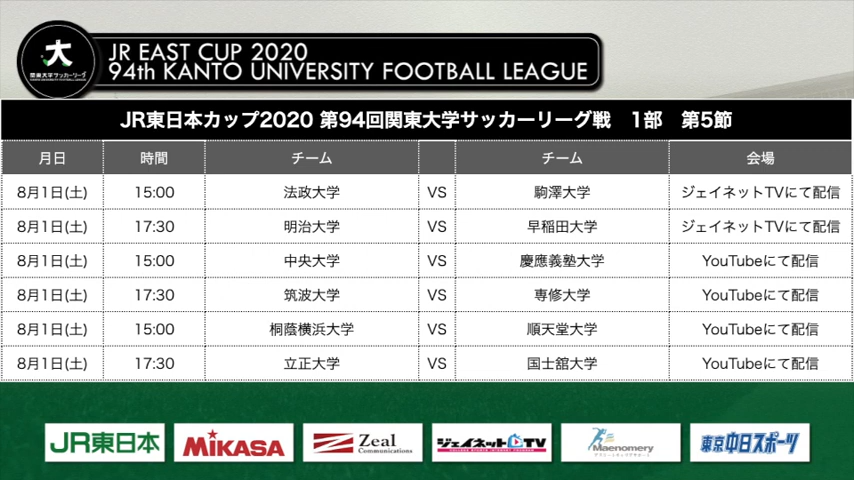 大
関東大学サッカーリーグ
KANTO UNIVERSITY FOOTBALL LEAGUE
JR EAST CUP 2020
94th KANTO UNIVERSITY FOOTBALL LEAGUE
JR東日本カップ2020 第94回関東大学サッカーリーグ戦 1部 第5節
月日 時間 チーム チーム 会場
8月1日(土) 15:00 法政大学 VS 駒澤大学 ジェイネットTVにて配信
8月1日(土) 17:30 明治大学 VS 早稲田大学 ジェイネットTVにて配信
8月1日(土) 15:00 中央大学 VS 慶應義塾大学 YouTubeにて配信
8月1日(土) 17:30 筑波大学 VS 専修大学 YouTubeにて配信
8月1日(土) 15:00 桐蔭横浜大学 VS 順天堂大学 YouTubeにて配信
8月1日(土) 17:30 立正大学 VS 国士舘大学 YouTubeにて配信
JR東日本 MIKASA Zeal Communications ジェイネットTV COLLEGE SPORTS INTERNET PROGRAM Maenomery 東京中日スポーツ